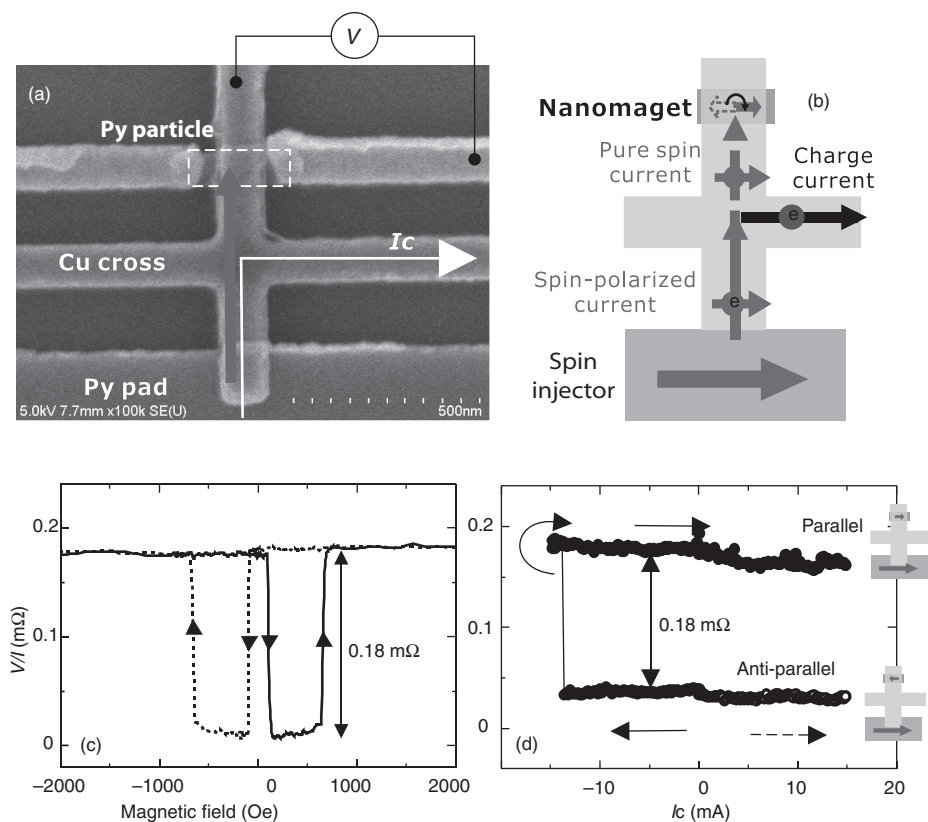 V
(a)
Py particle
Ic
Cu cross
Py pad
5.0kV 7.7mm x100k SE(U)
500nm
(b)
Nanomaget
Pure spin
current
Charge
current
e
Spin-polarized
current
e
Spin
injector
0.2
0.1
0
V/I (mΩ)
0.18 mΩ
(c)
−2000
−1000
0
1000
2000
Magnetic field (Oe)
0.2
0.1
0
Parallel
0.18 mΩ
Anti-parallel
(d)
−10
0
10
20
Ic (mA)